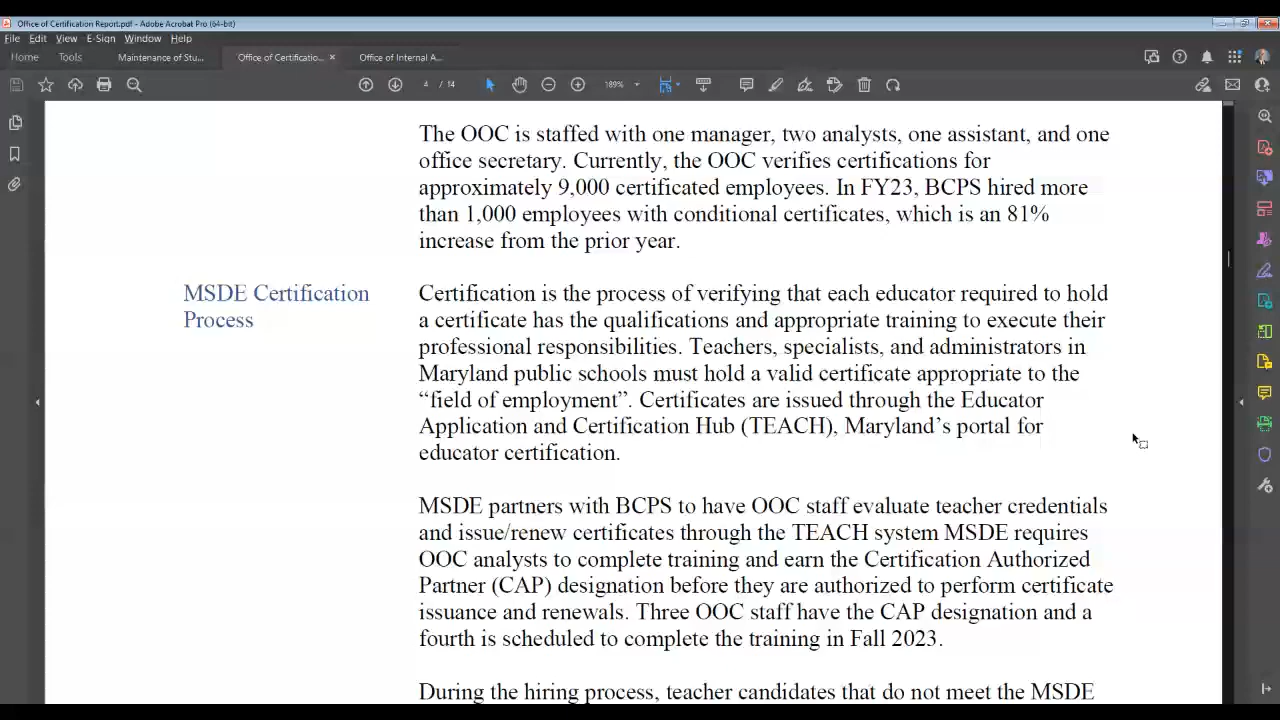 Office of Certification Report.pdf - Adobe Acrobat Pro (64-bit)
File Edit View E-Sign Window Help
Home Tools Maintenance of Stu... Office of Certificatio... × Office of Internal A...
4 / 14 189%
The OOC is staffed with one manager, two analysts, one assistant, and one
office secretary. Currently, the OOC verifies certifications for
approximately 9,000 certificated employees. In FY23, BCPS hired more
than 1,000 employees with conditional certificates, which is an 81%
increase from the prior year.
MSDE Certification
Process
Certification is the process of verifying that each educator required to hold
a certificate has the qualifications and appropriate training to execute their
professional responsibilities. Teachers, specialists, and administrators in
Maryland public schools must hold a valid certificate appropriate to the
“field of employment”. Certificates are issued through the Educator
Application and Certification Hub (TEACH), Maryland’s portal for
educator certification.
MSDE partners with BCPS to have OOC staff evaluate teacher credentials
and issue/renew certificates through the TEACH system MSDE requires
OOC analysts to complete training and earn the Certification Authorized
Partner (CAP) designation before they are authorized to perform certificate
issuance and renewals. Three OOC staff have the CAP designation and a
fourth is scheduled to complete the training in Fall 2023.
During the hiring process, teacher candidates that do not meet the MSDE